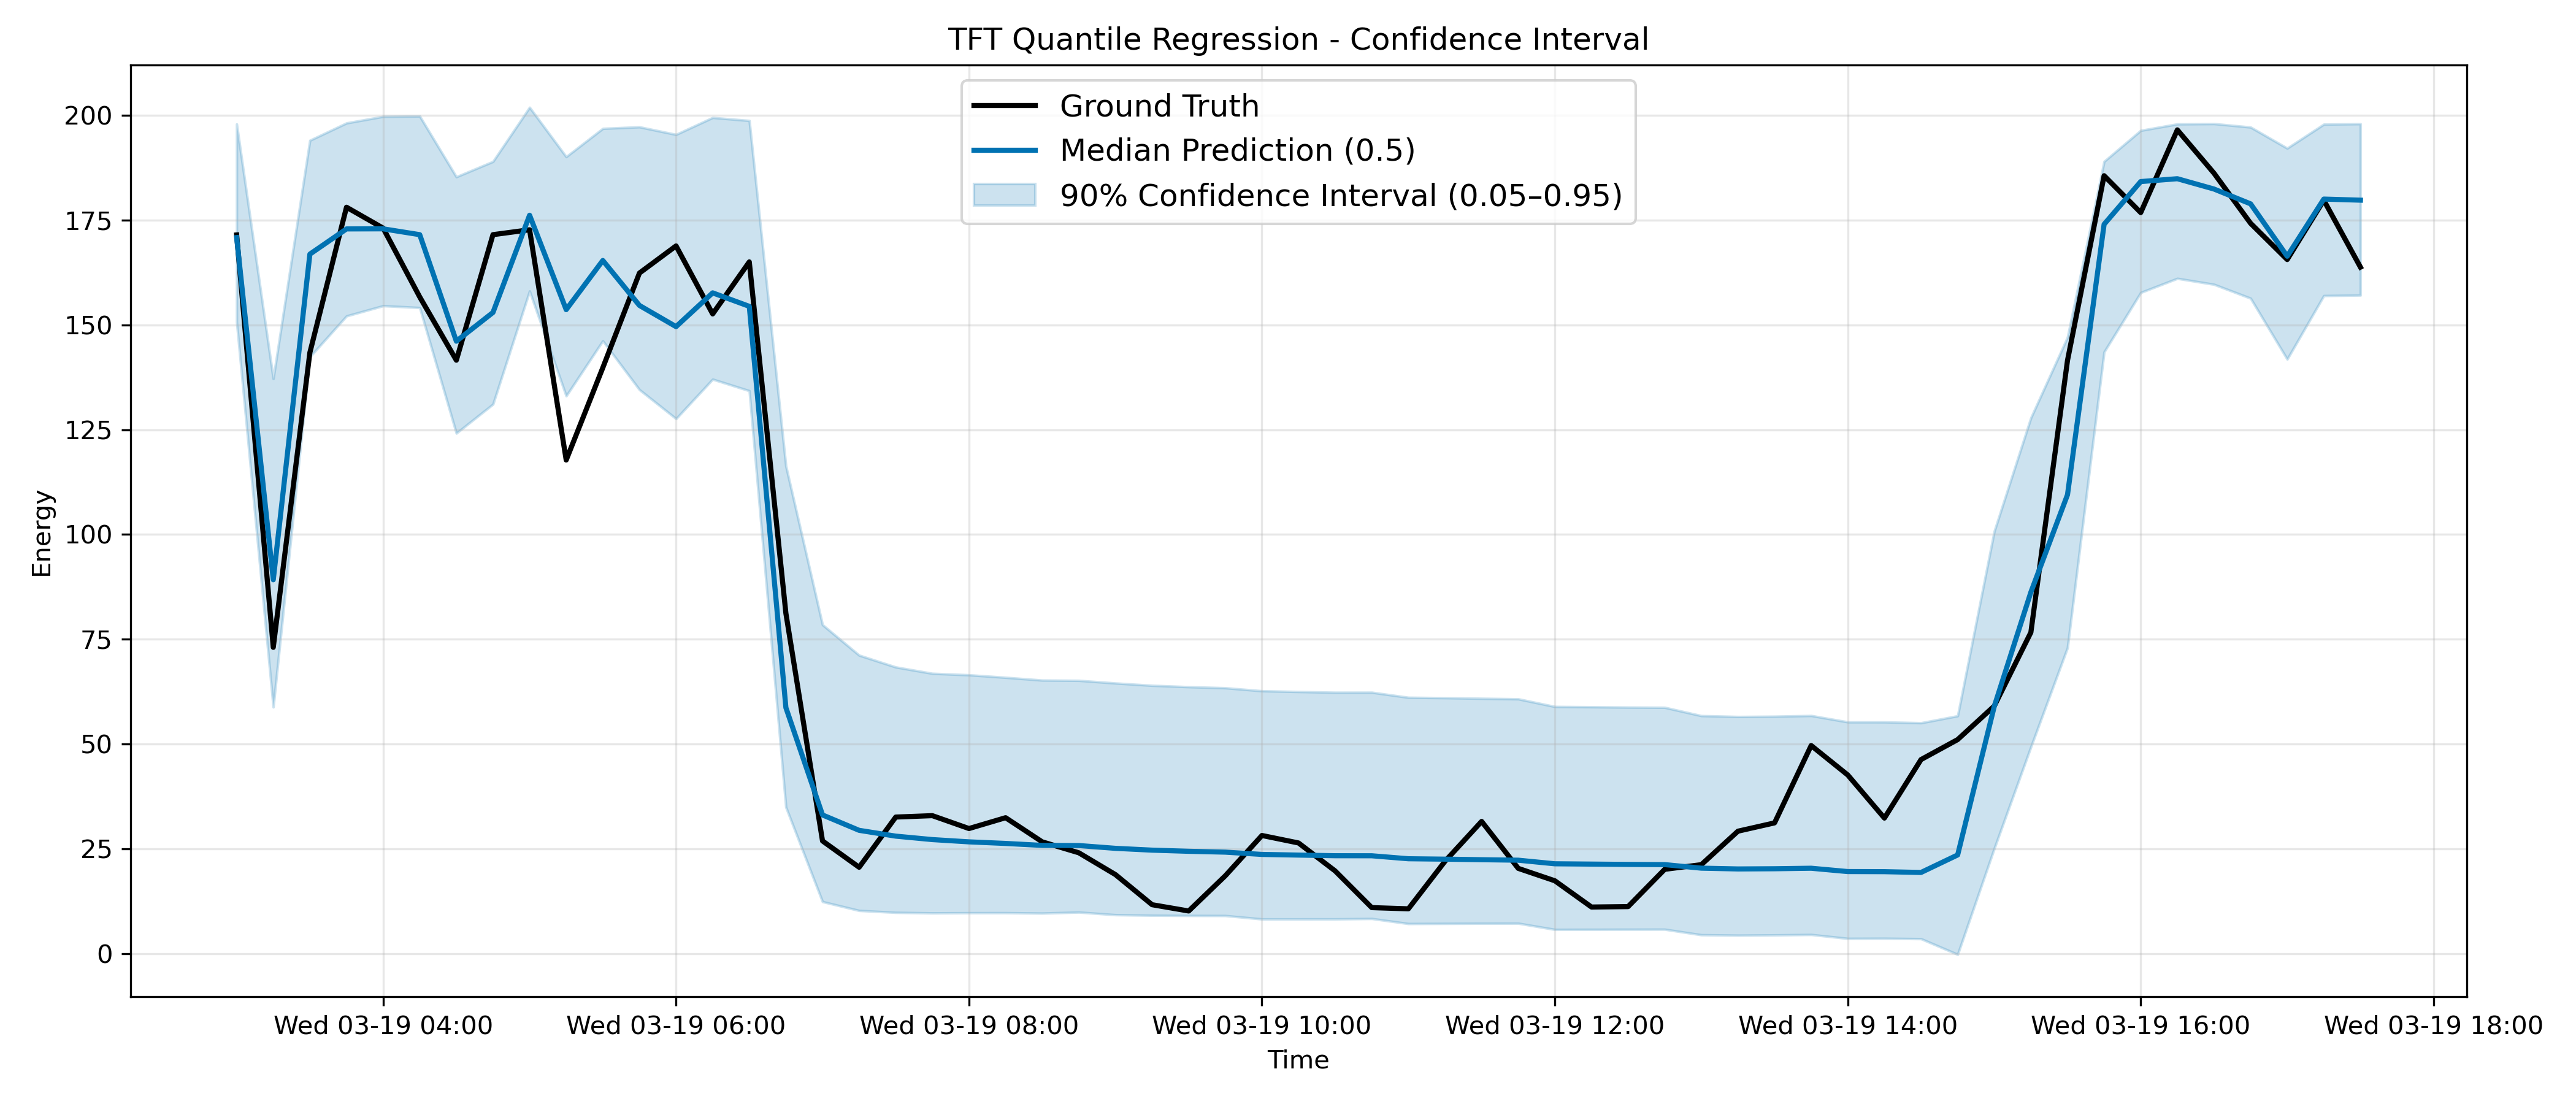 TFT Quantile Regression - Confidence Interval
Ground Truth
Median Prediction (0.5)
90% Confidence Interval (0.05–0.95)
Energy
200
175
150
125
100
75
50
25
0
Wed 03-19 04:00
Wed 03-19 06:00
Wed 03-19 08:00
Wed 03-19 10:00
Wed 03-19 12:00
Wed 03-19 14:00
Wed 03-19 16:00
Wed 03-19 18:00
Time